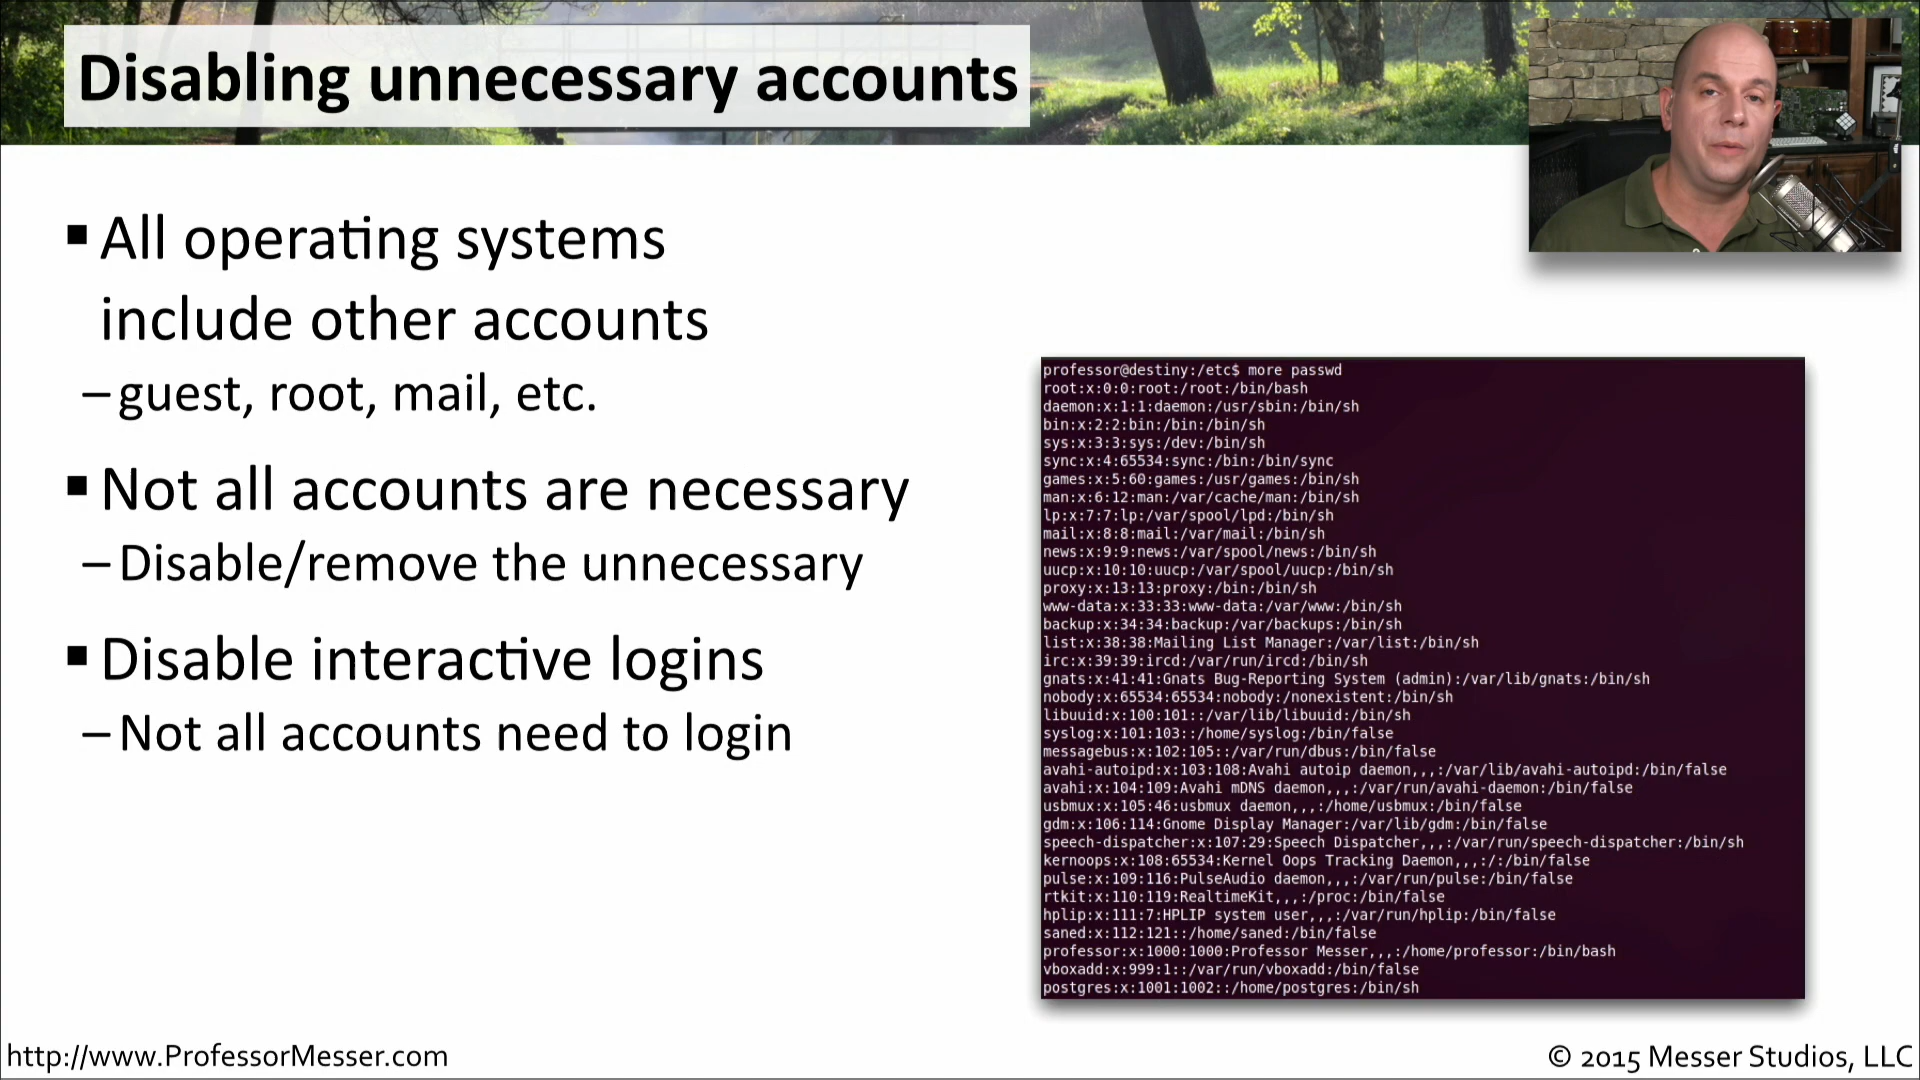 Disabling unnecessary accounts
▪ All operating systems
include other accounts
– guest, root, mail, etc.
▪ Not all accounts are necessary
– Disable/remove the unnecessary
▪ Disable interactive logins
– Not all accounts need to login
professor@destiny:/etc$ more passwd
root:x:0:0:root:/root:/bin/bash
daemon:x:1:1:daemon:/usr/sbin:/bin/sh
bin:x:2:2:bin:/bin:/bin/sh
sys:x:3:3:sys:/dev:/bin/sh
sync:x:4:65534:sync:/bin:/bin/sync
games:x:5:60:games:/usr/games:/bin/sh
man:x:6:12:man:/var/cache/man:/bin/sh
lp:x:7:7:lp:/var/spool/lpd:/bin/sh
mail:x:8:8:mail:/var/mail:/bin/sh
news:x:9:9:news:/var/spool/news:/bin/sh
uucp:x:10:10:uucp:/var/spool/uucp:/bin/sh
proxy:x:13:13:proxy:/bin:/bin/sh
www-data:x:33:33:www-data:/var/www:/bin/sh
backup:x:34:34:backup:/var/backups:/bin/sh
list:x:38:38:Mailing List Manager:/var/list:/bin/sh
irc:x:39:39:ircd:/var/run/ircd:/bin/sh
gnats:x:41:41:Gnats Bug-Reporting System (admin):/var/lib/gnats:/bin/sh
nobody:x:65534:65534:nobody:/nonexistent:/bin/sh
libuuid:x:100:101::/var/lib/libuuid:/bin/sh
syslog:x:101:103::/home/syslog:/bin/false
messagebus:x:102:105::/var/run/dbus:/bin/false
avahi-autoipd:x:103:108:Avahi autoip daemon,,,:/var/lib/avahi-autoipd:/bin/false
avahi:x:104:109:Avahi mDNS daemon,,,:/var/run/avahi-daemon:/bin/false
usbmux:x:105:46:usbmux daemon,,,:/home/usbmux:/bin/false
gdm:x:106:114:Gnome Display Manager:/var/lib/gdm:/bin/false
speech-dispatcher:x:107:29:Speech Dispatcher,,,:/var/run/speech-dispatcher:/bin/sh
kernoops:x:108:65534:Kernel Oops Tracking Daemon,,,:/:/bin/false
pulse:x:109:116:PulseAudio daemon,,,:/var/run/pulse:/bin/false
rtkit:x:110:119:RealtimeKit,,,:/proc:/bin/false
hplip:x:111:7:HPLIP system user,,,:/var/run/hplip:/bin/false
saned:x:112:121::/home/saned:/bin/false
professor:x:1000:1000:Professor Messer,,,:/home/professor:/bin/bash
vboxadd:x:999:1::/var/run/vboxadd:/bin/false
postgres:x:1001:1002::/home/postgres:/bin/sh
http://www.ProfessorMesser.com
© 2015 Messer Studios, LLC